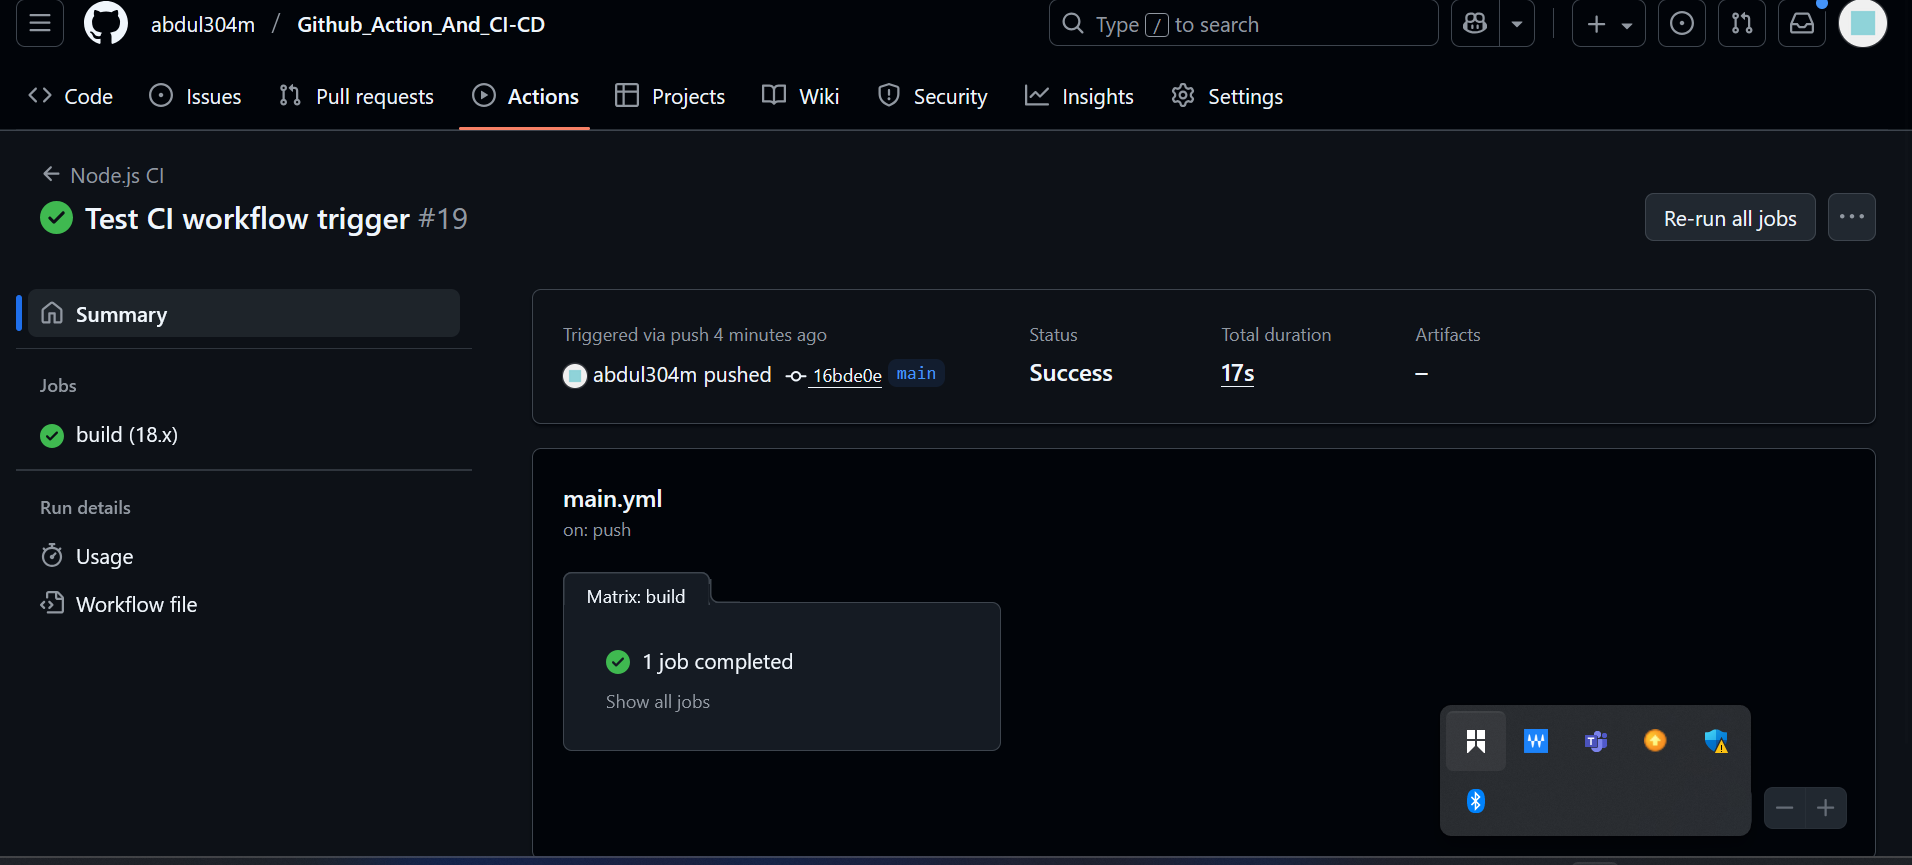 abdul304m / Github_Action_And_CI-CD
Type / to search
Code Issues Pull requests Actions Projects Wiki Security Insights Settings
Node.js CI
Test CI workflow trigger #19
Re-run all jobs
Summary
Jobs
build (18.x)
Run details
Usage
Workflow file
Triggered via push 4 minutes ago
abdul304m pushed 16bde0e main
Status
Success
Total duration
17s
Artifacts
–
main.yml
on: push
Matrix: build
1 job completed
Show all jobs